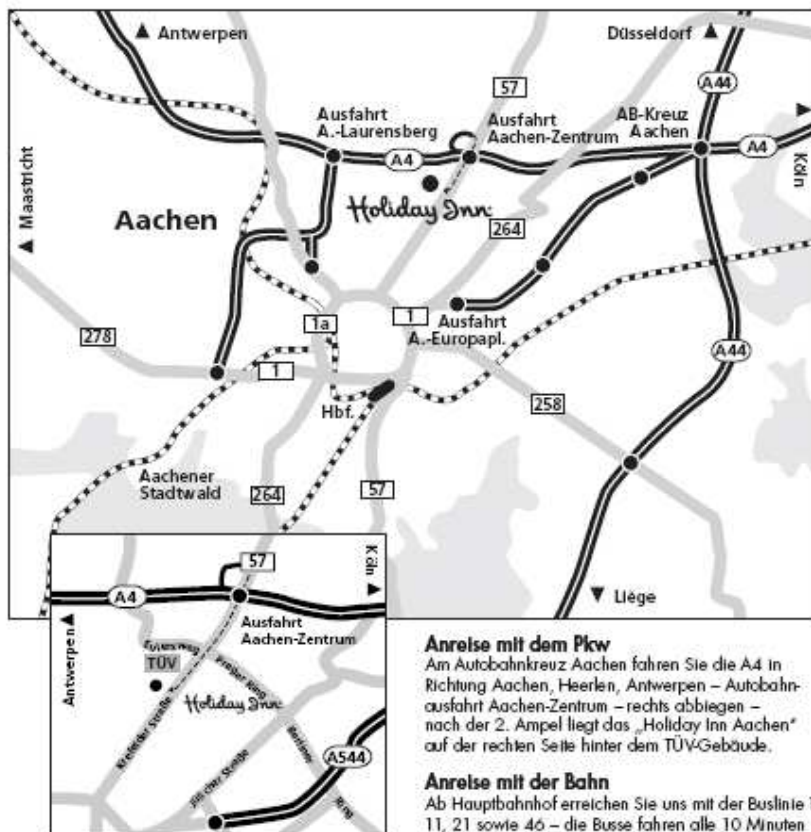 Antwerpen
Düsseldorf
A44
57
Ausfahrt
A.-Laurensberg
Ausfahrt
Aachen-Zentrum
AB-Kreuz
Aachen
A4
A4
Köln
Maastricht
Aachen
Holiday Inn
264
278
1a
1
Ausfahrt
A.-Europapl.
1
A44
Hbf.
258
Aachener
Stadtwald
264
57
Liège
57
Köln
A4
Ausfahrt
Aachen-Zentrum
Antwerpen
TÜV
Prager Ring
Holiday Inn
Krefelder Straße
Berliner
Ring
A544
Straße
Anreise mit dem Pkw
Am Autobahnkreuz Aachen fahren Sie die A4 in
Richtung Aachen, Heerlen, Antwerpen – Autobahn-
ausfahrt Aachen-Zentrum – rechts abbiegen –
nach der 2. Ampel liegt das „Holiday Inn Aachen"
auf der rechten Seite hinter dem TÜV-Gebäude.
Anreise mit der Bahn
Ab Hauptbahnhof erreichen Sie uns mit der Buslinie
11, 21 sowie 46 – die Busse fahren alle 10 Minuten